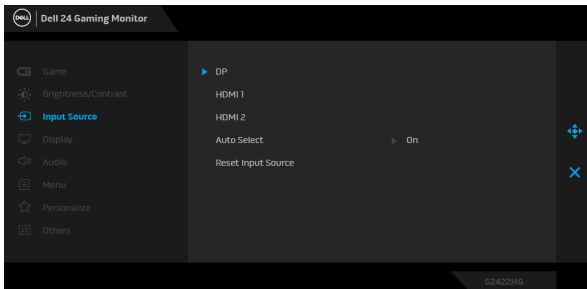 DELL
Dell 24 Gaming Monitor
Game
Brightness/Contrast
Input Source
Display
Audio
Menu
Personalize
Others
DP
HDMI 1
HDMI 2
Auto Select On
Reset Input Source
S2422HG